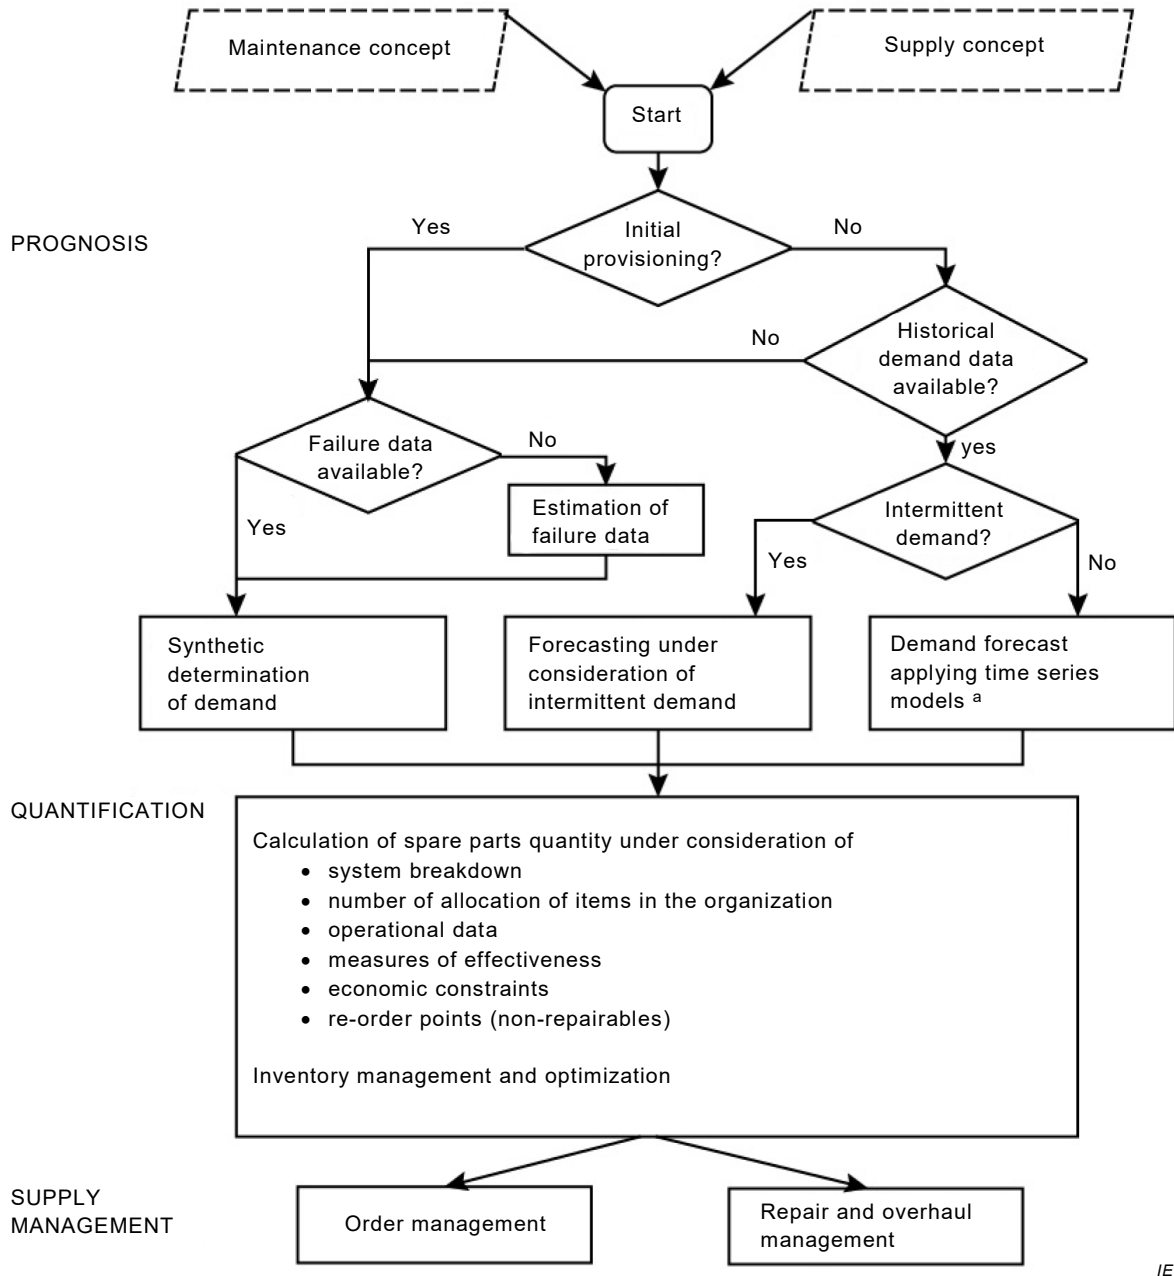 Maintenance concept
Supply concept
Start
PROGNOSIS
Yes
Initial
provisioning?
No
No
Historical
demand data
available?
Failure data
available?
No
yes
Yes
Estimation of
failure data
Intermittent
demand?
Yes
No
Synthetic
determination
of demand
Forecasting under
consideration of
intermittent demand
Demand forecast
applying time series
models a
QUANTIFICATION
Calculation of spare parts quantity under consideration of
• system breakdown
• number of allocation of items in the organization
• operational data
• measures of effectiveness
• economic constraints
• re-order points (non-repairables)
Inventory management and optimization
SUPPLY
MANAGEMENT
Order management
Repair and overhaul
management
IE